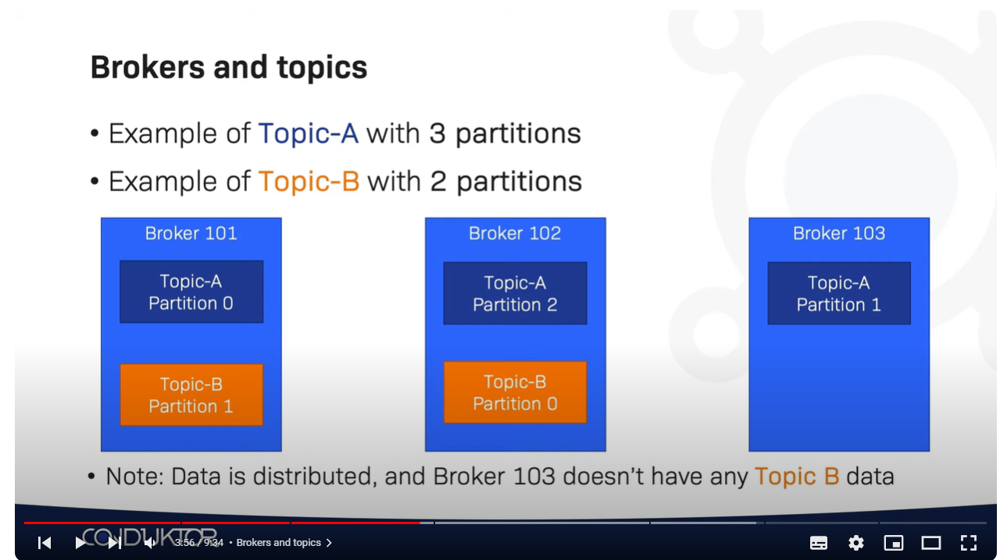 Brokers and topics
• Example of Topic-A with 3 partitions
• Example of Topic-B with 2 partitions
Broker 101
Topic-A
Partition 0
Topic-B
Partition 1
Broker 102
Topic-A
Partition 2
Topic-B
Partition 0
Broker 103
Topic-A
Partition 1
• Note: Data is distributed, and Broker 103 doesn't have any Topic B data
CONDUKTOR
3:56 / 9:34 • Brokers and topics